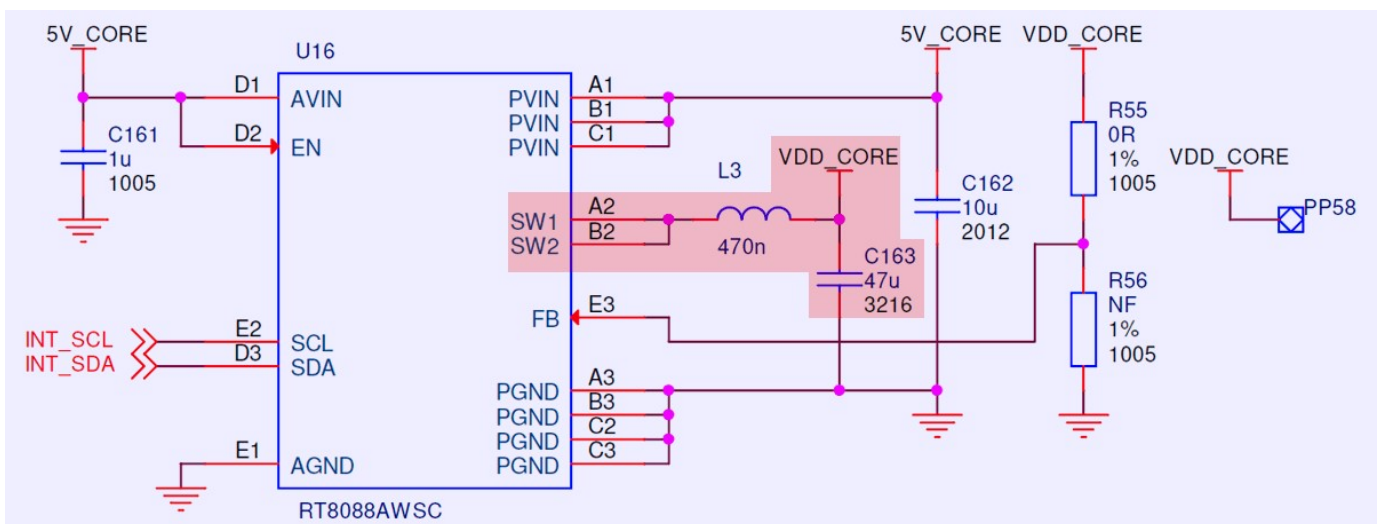 5V_CORE
U16
5V_CORE
VDD_CORE
D1
AVIN
PVIN
A1
D2
EN
PVIN
B1
PVIN
C1
C161
1u
1005
R55
0R
1%
1005
VDD_CORE
PP58
VDD_CORE
L3
470n
SW1
A2
SW2
B2
C162
10u
2012
C163
47u
3216
FB
E3
R56
NF
1%
1005
INT_SCL
E2
SCL
INT_SDA
D3
SDA
PGND
A3
PGND
B3
PGND
C2
PGND
C3
E1
AGND
RT8088AWSC